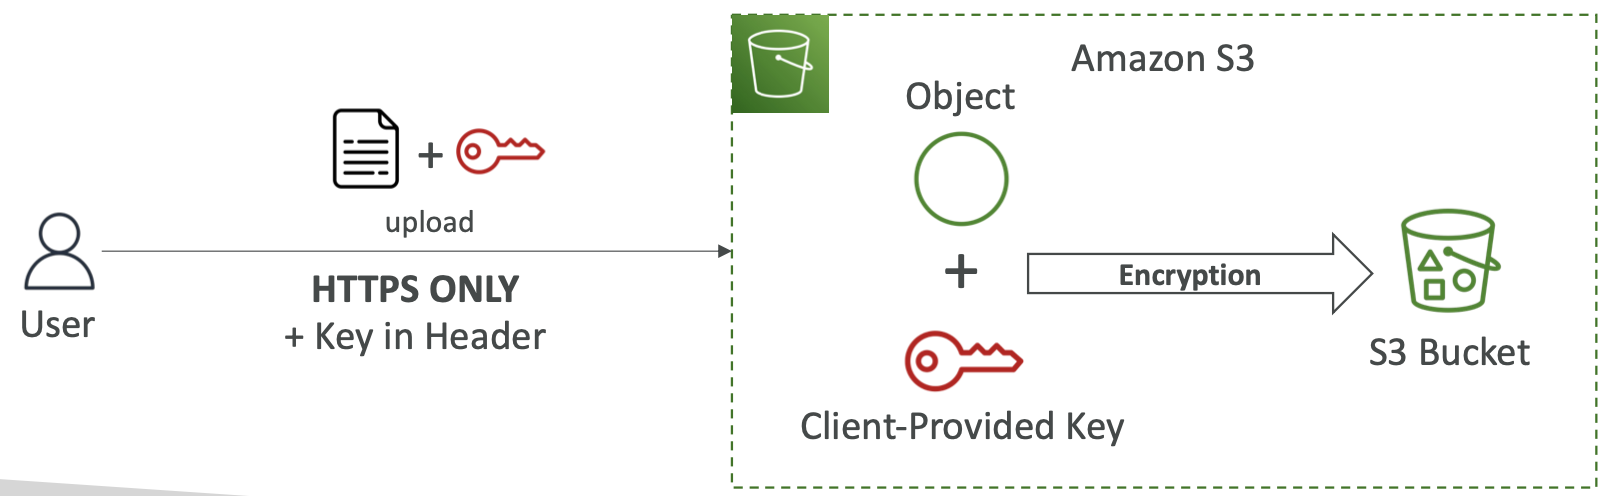 Amazon S3
Object
+
upload
HTTPS ONLY
+ Key in Header
User
+
Encryption
S3 Bucket
Client-Provided Key